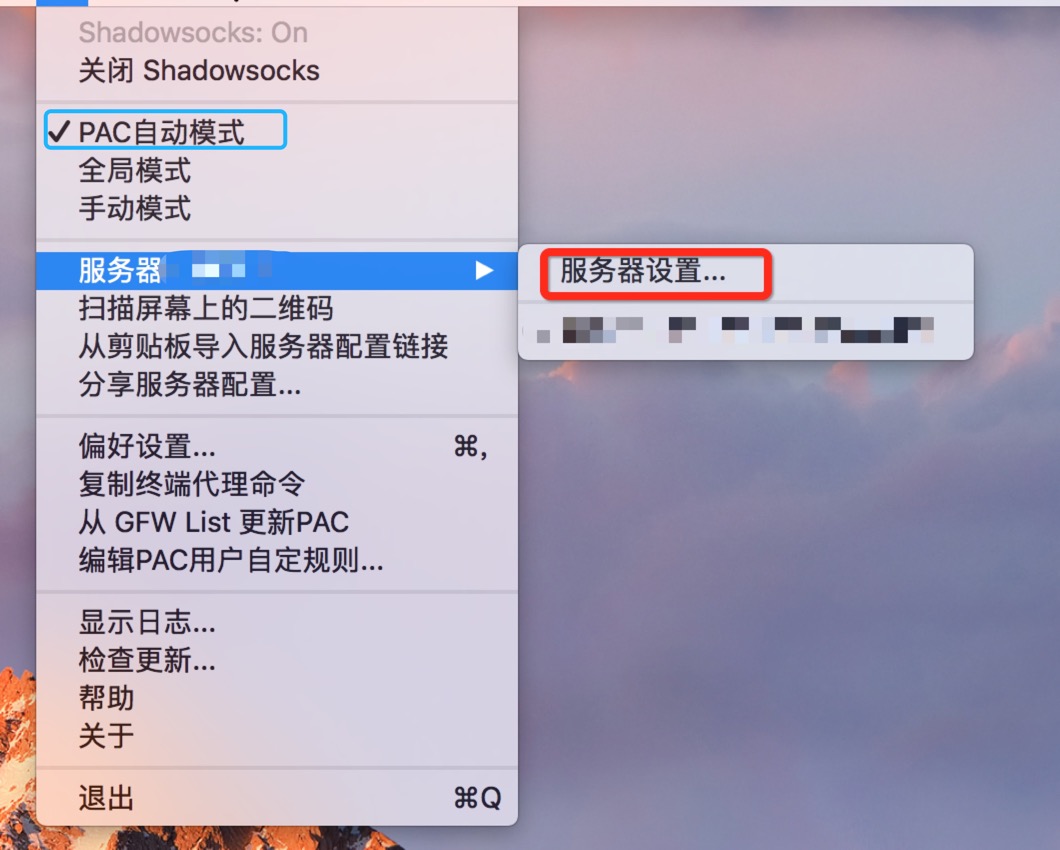 Shadowsocks: On
关闭 Shadowsocks
✓ PAC自动模式
全局模式
手动模式
服务器
服务器设置...
扫描屏幕上的二维码
从剪贴板导入服务器配置链接
分享服务器配置...
偏好设置... ⌘,
复制终端代理命令
从 GFW List 更新PAC
编辑PAC用户自定规则...
显示日志...
检查更新...
帮助
关于
退出 ⌘Q